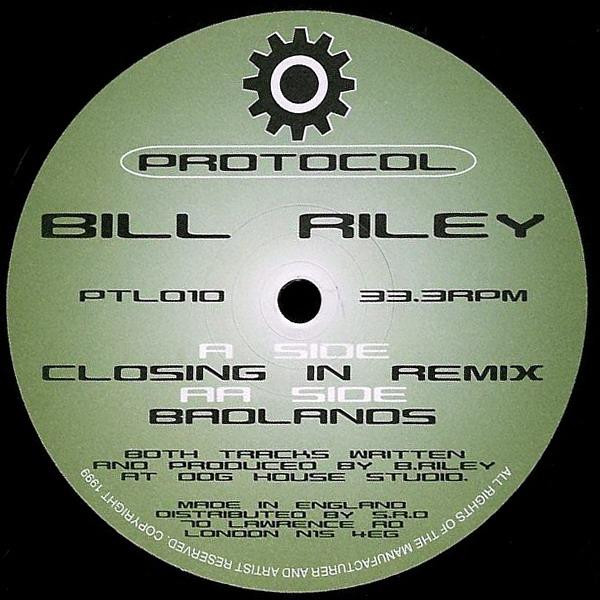 PROTOCOL
BILL RILEY
PTL010 33.3RPM
A SIDE
CLOSING IN REMIX
AA SIDE
BADLANDS
BOTH TRACKS WRITTEN
AND PRODUCED BY B.RILEY
AT DOG HOUSE STUDIO.
MADE IN ENGLAND
DISTRIBUTED BY S.R.D
70 LAWRENCE RD
LONDON N15 4EG
ALL RIGHTS OF THE MANUFACTURER AND ARTIST RESERVED. COPYRIGHT 1999